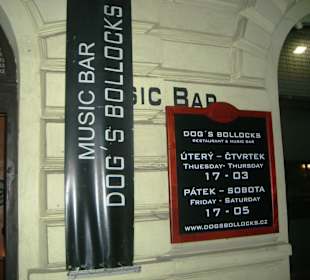 MUSIC BAR
DOG´S BOLLOCKS
SIC BAR
DOG´S BOLLOCKS
RESTAURANT & MUSIC BAR
ÚTERÝ – ČTVRTEK
THUESDAY- THURSDAY
17 - 03
PÁTEK – SOBOTA
FRIDAY - SATURDAY
17 - 05
WWW.DOGSBOLLOCKS.CZ